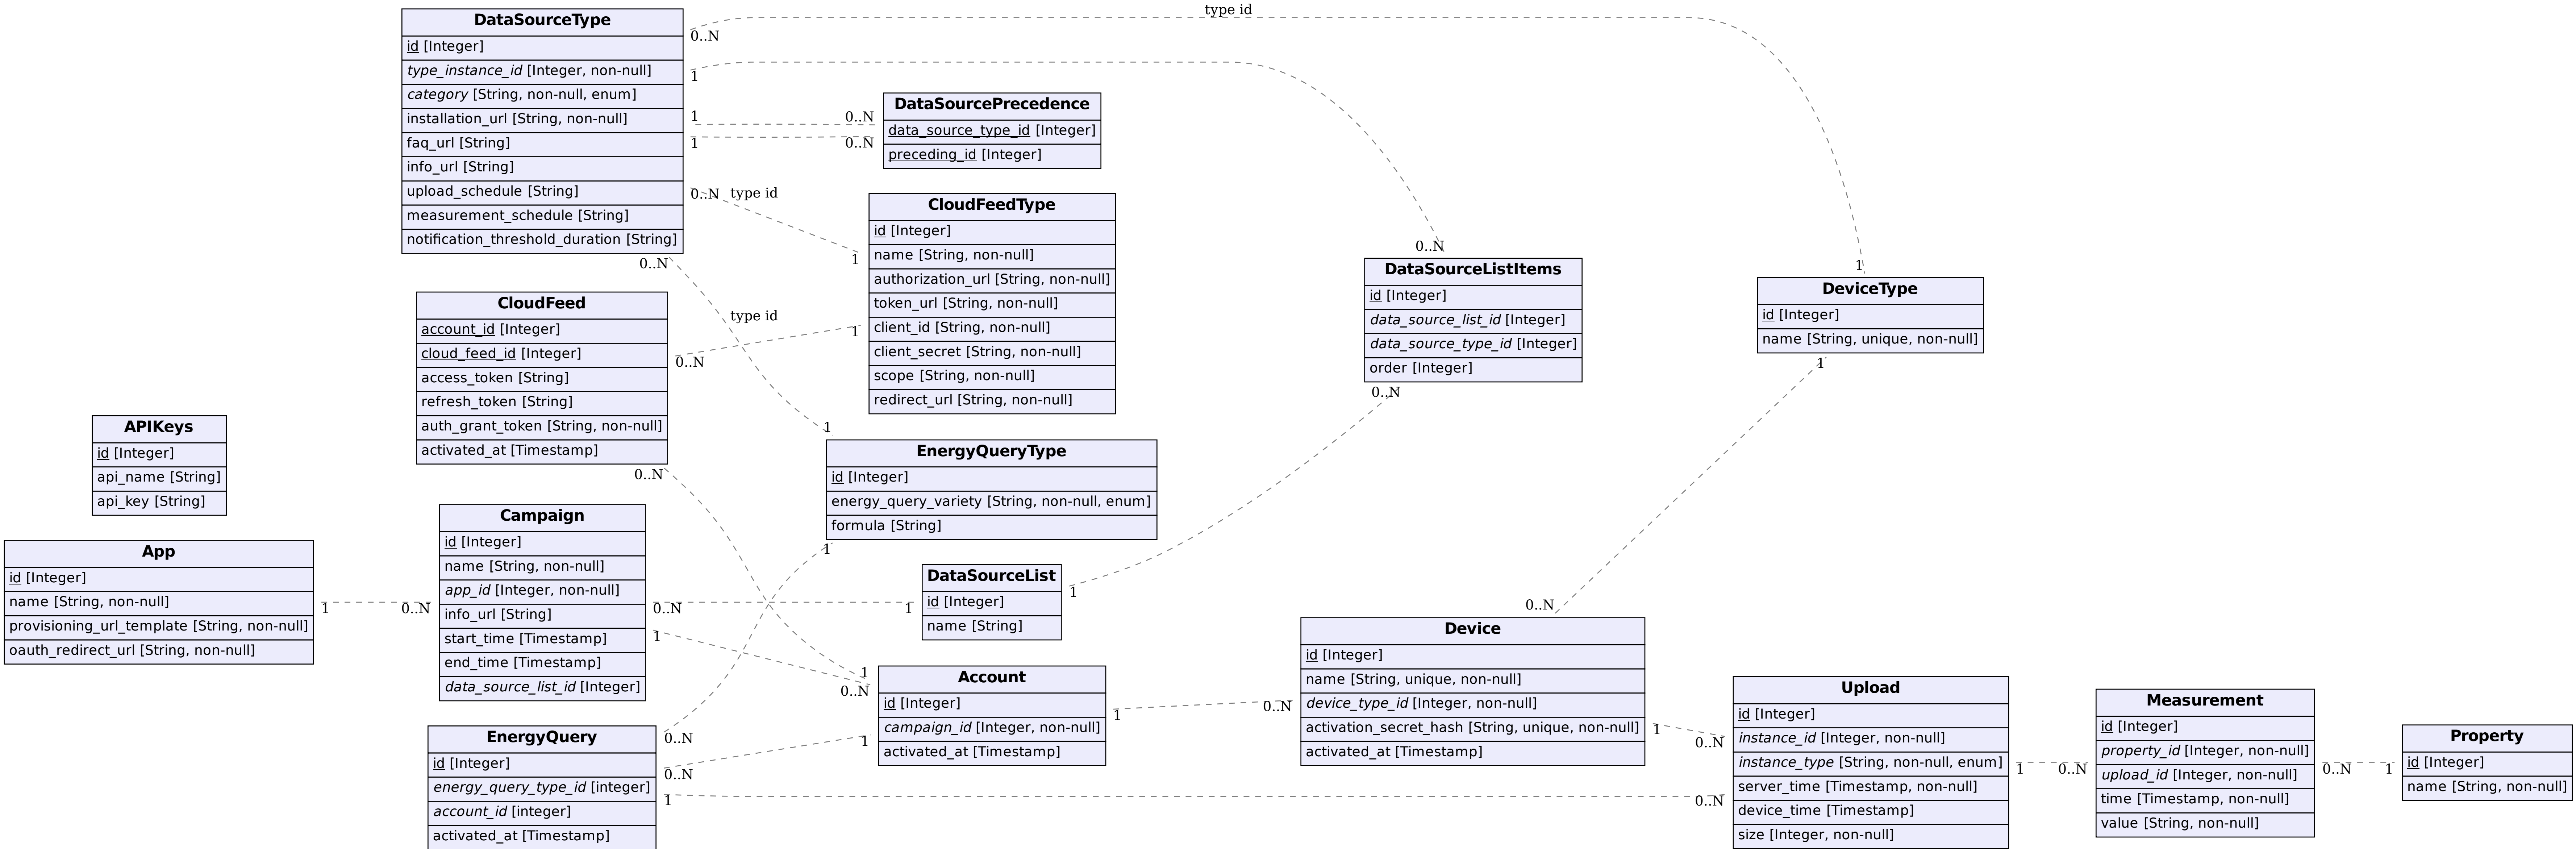 DataSourceType
id [Integer]
type_instance_id [Integer, non-null]
category [String, non-null, enum]
installation_url [String, non-null]
faq_url [String]
info_url [String]
upload_schedule [String]
measurement_schedule [String]
notification_threshold_duration [String]
0..N
type id
1
1
0..N
1
0..N
1
0..N
0..N
type id
1
0..N
type id
1
DataSourcePrecedence
data_source_type_id [Integer]
preceding_id [Integer]
CloudFeedType
id [Integer]
name [String, non-null]
authorization_url [String, non-null]
token_url [String, non-null]
client_id [String, non-null]
client_secret [String, non-null]
scope [String, non-null]
redirect_url [String, non-null]
DataSourceListItems
id [Integer]
data_source_list_id [Integer]
data_source_type_id [Integer]
order [Integer]
0..N
1
DeviceType
id [Integer]
name [String, unique, non-null]
1
0..N
CloudFeed
account_id [Integer]
cloud_feed_id [Integer]
access_token [String]
refresh_token [String]
auth_grant_token [String, non-null]
activated_at [Timestamp]
0..N
1
0..N
1
APIKeys
id [Integer]
api_name [String]
api_key [String]
EnergyQueryType
id [Integer]
energy_query_variety [String, non-null, enum]
formula [String]
1
0..N
App
id [Integer]
name [String, non-null]
provisioning_url_template [String, non-null]
oauth_redirect_url [String, non-null]
1
0..N
Campaign
id [Integer]
name [String, non-null]
app_id [Integer, non-null]
info_url [String]
start_time [Timestamp]
end_time [Timestamp]
data_source_list_id [Integer]
0..N
1
1
0..N
DataSourceList
id [Integer]
name [String]
Account
id [Integer]
campaign_id [Integer, non-null]
activated_at [Timestamp]
1
0..N
Device
id [Integer]
name [String, unique, non-null]
device_type_id [Integer, non-null]
activation_secret_hash [String, unique, non-null]
activated_at [Timestamp]
1
0..N
EnergyQuery
id [Integer]
energy_query_type_id [integer]
account_id [integer]
activated_at [Timestamp]
0..N
1
1
0..N
Upload
id [Integer]
instance_id [Integer, non-null]
instance_type [String, non-null, enum]
server_time [Timestamp, non-null]
device_time [Timestamp]
size [Integer, non-null]
1
0..N
Measurement
id [Integer]
property_id [Integer, non-null]
upload_id [Integer, non-null]
time [Timestamp, non-null]
value [String, non-null]
0..N
1
Property
id [Integer]
name [String, non-null]